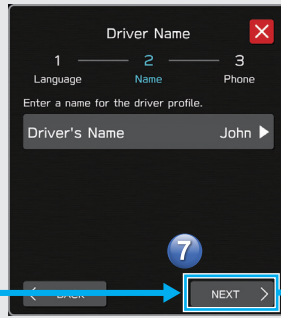 Driver Name
1 2 3
Language Name Phone
Enter a name for the driver profile.
Driver's Name John
7
BACK NEXT